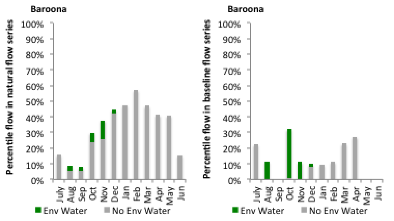 Baroona
Percentile flow in natural flow series
100%
90%
80%
70%
60%
50%
40%
30%
20%
10%
0%
July
Aug
Sep
Oct
Nov
Dec
Jan
Feb
Mar
Apr
May
Jun
Env Water
No Env Water
Baroona
Percentile flow in baseline flow series
100%
90%
80%
70%
60%
50%
40%
30%
20%
10%
0%
July
Aug
Sep
Oct
Nov
Dec
Jan
Feb
Mar
Apr
May
Jun
Env Water
No Env Water